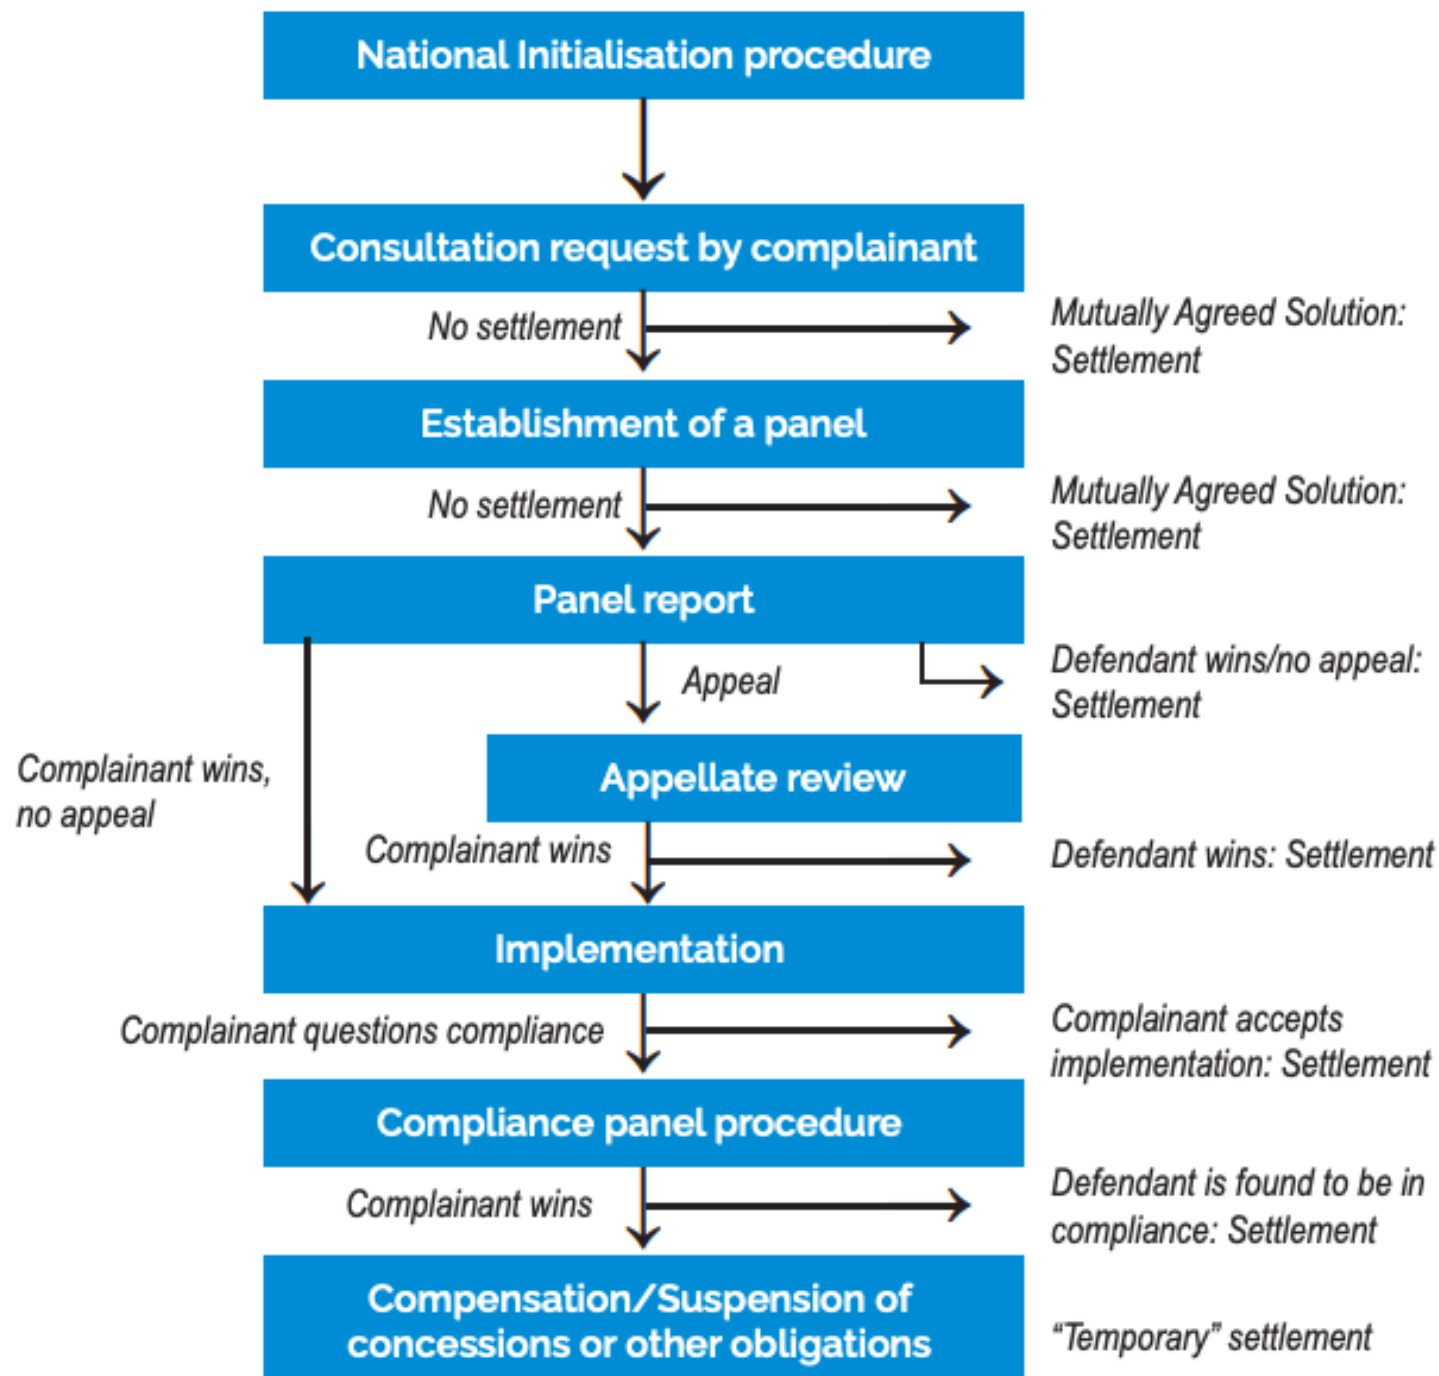 National Initialisation procedure
Consultation request by complainant
No settlement
Mutually Agreed Solution:
Settlement
Establishment of a panel
No settlement
Mutually Agreed Solution:
Settlement
Panel report
Appeal
Defendant wins/no appeal:
Settlement
Complainant wins,
no appeal
Appellate review
Complainant wins
Defendant wins: Settlement
Implementation
Complainant questions compliance
Complainant accepts
implementation: Settlement
Compliance panel procedure
Complainant wins
Defendant is found to be in
compliance: Settlement
Compensation/Suspension of
concessions or other obligations
“Temporary” settlement